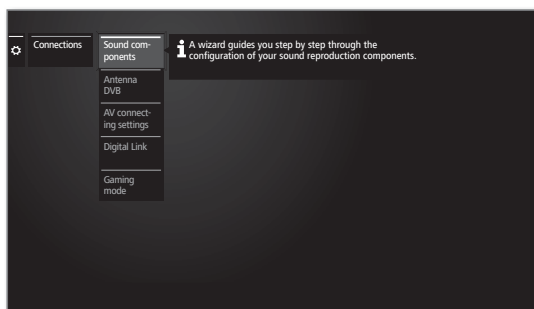 Connections
Sound com-
ponents
A wizard guides you step by step through the
configuration of your sound reproduction components.
Antenna
DVB
AV connect-
ing settings
Digital Link
Gaming
mode